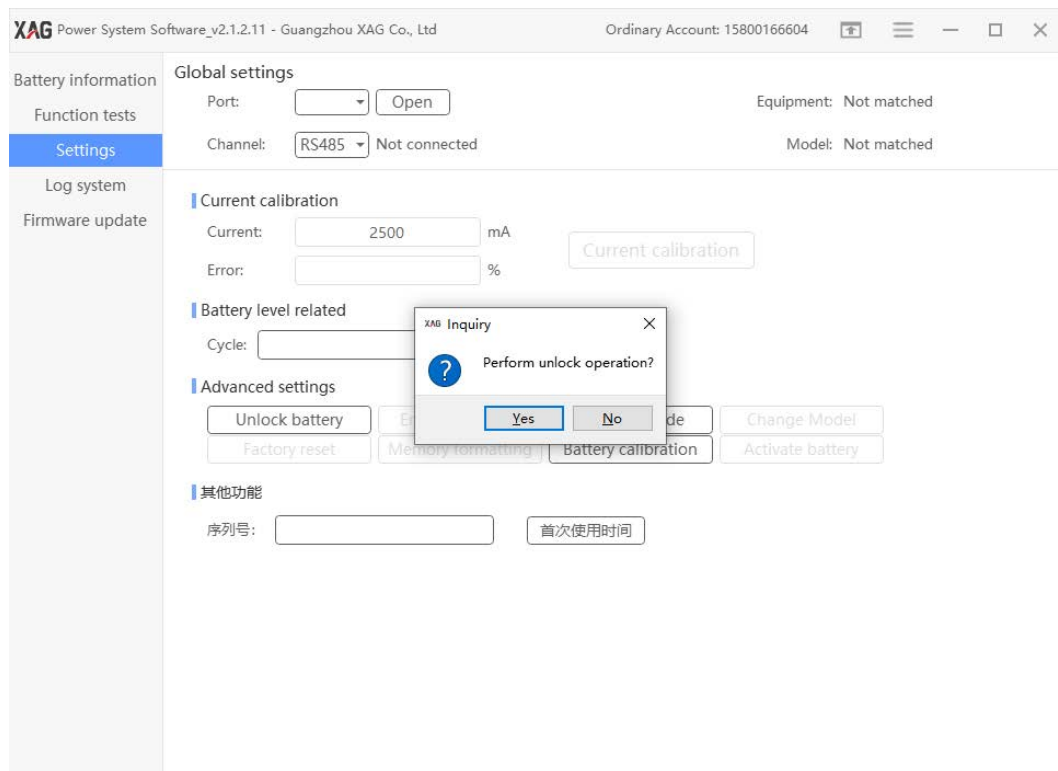 XAG Power System Software_v2.1.2.11 - Guangzhou XAG Co., Ltd Ordinary Account: 15800166604
Battery information
Function tests
Settings
Log system
Firmware update
Global settings
Port: Open Equipment: Not matched
Channel: RS485 Not connected Model: Not matched
Current calibration
Current: 2500 mA Current calibration
Error: %
Battery level related
Cycle:
XAG Inquiry
Perform unlock operation?
Yes No
Advanced settings
Unlock battery Change Model
Factory reset Memory formatting Battery calibration Activate battery
其他功能
序列号: 首次使用时间